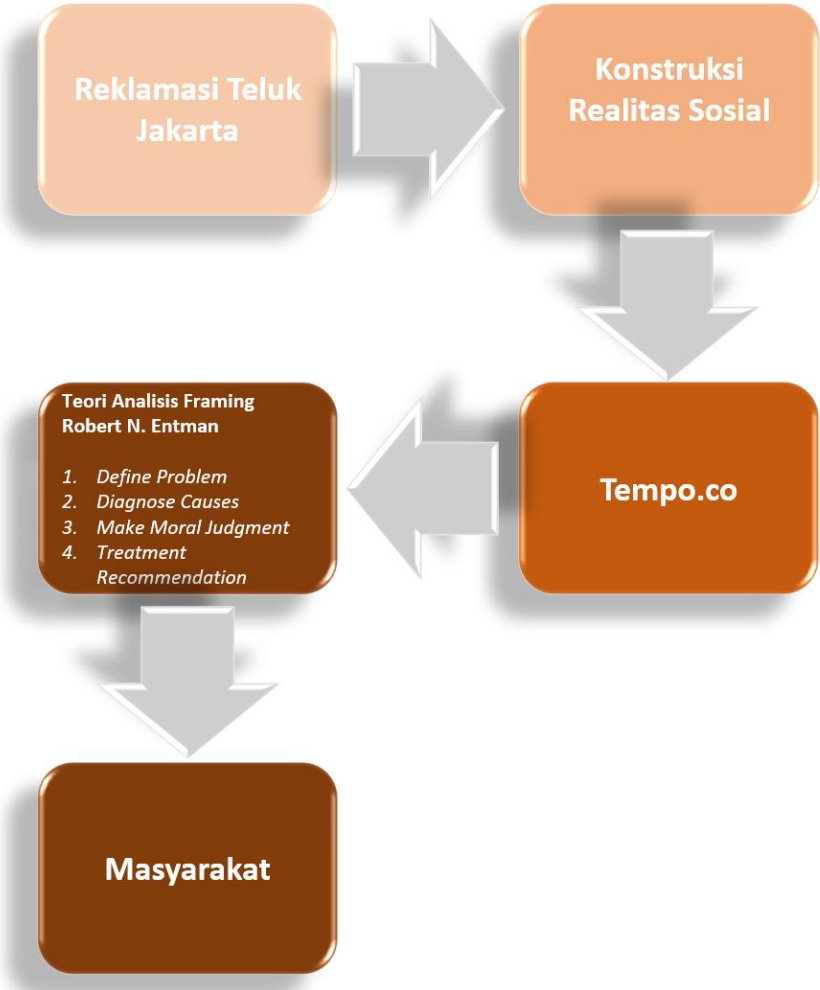 Reklamasi Teluk
Jakarta
Konstruksi
Realitas Sosial
Tempo.co
Teori Analisis Framing
Robert N. Entman
1. Define Problem
2. Diagnose Causes
3. Make Moral Judgment
4. Treatment
Recommendation
Masyarakat